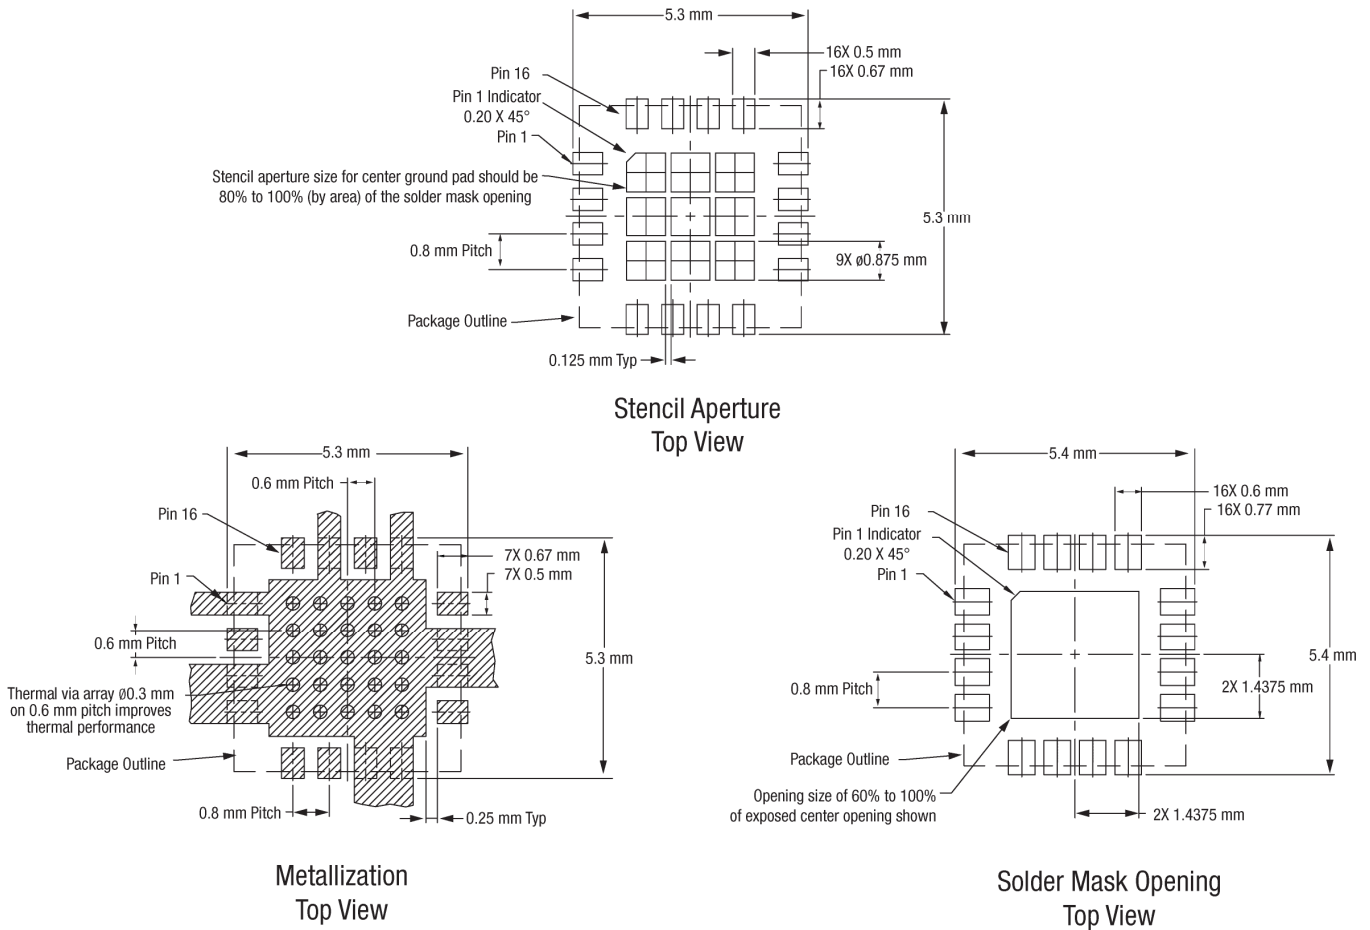 5.3 mm
16X 0.5 mm
16X 0.67 mm
Pin 16
Pin 1 Indicator
0.20 X 45°
Pin 1
Stencil aperture size for center ground pad should be
80% to 100% (by area) of the solder mask opening
5.3 mm
0.8 mm Pitch
9X ø0.875 mm
Package Outline
0.125 mm Typ
Stencil Aperture
Top View
5.3 mm
0.6 mm Pitch
Pin 16
7X 0.67 mm
7X 0.5 mm
Pin 1
0.6 mm Pitch
5.3 mm
Thermal via array ø0.3 mm
on 0.6 mm pitch improves
thermal performance
Package Outline
0.8 mm Pitch
0.25 mm Typ
Metallization
Top View
5.4 mm
16X 0.6 mm
16X 0.77 mm
Pin 16
Pin 1 Indicator
0.20 X 45°
Pin 1
5.4 mm
0.8 mm Pitch
2X 1.4375 mm
Package Outline
Opening size of 60% to 100%
of exposed center opening shown
2X 1.4375 mm
Solder Mask Opening
Top View